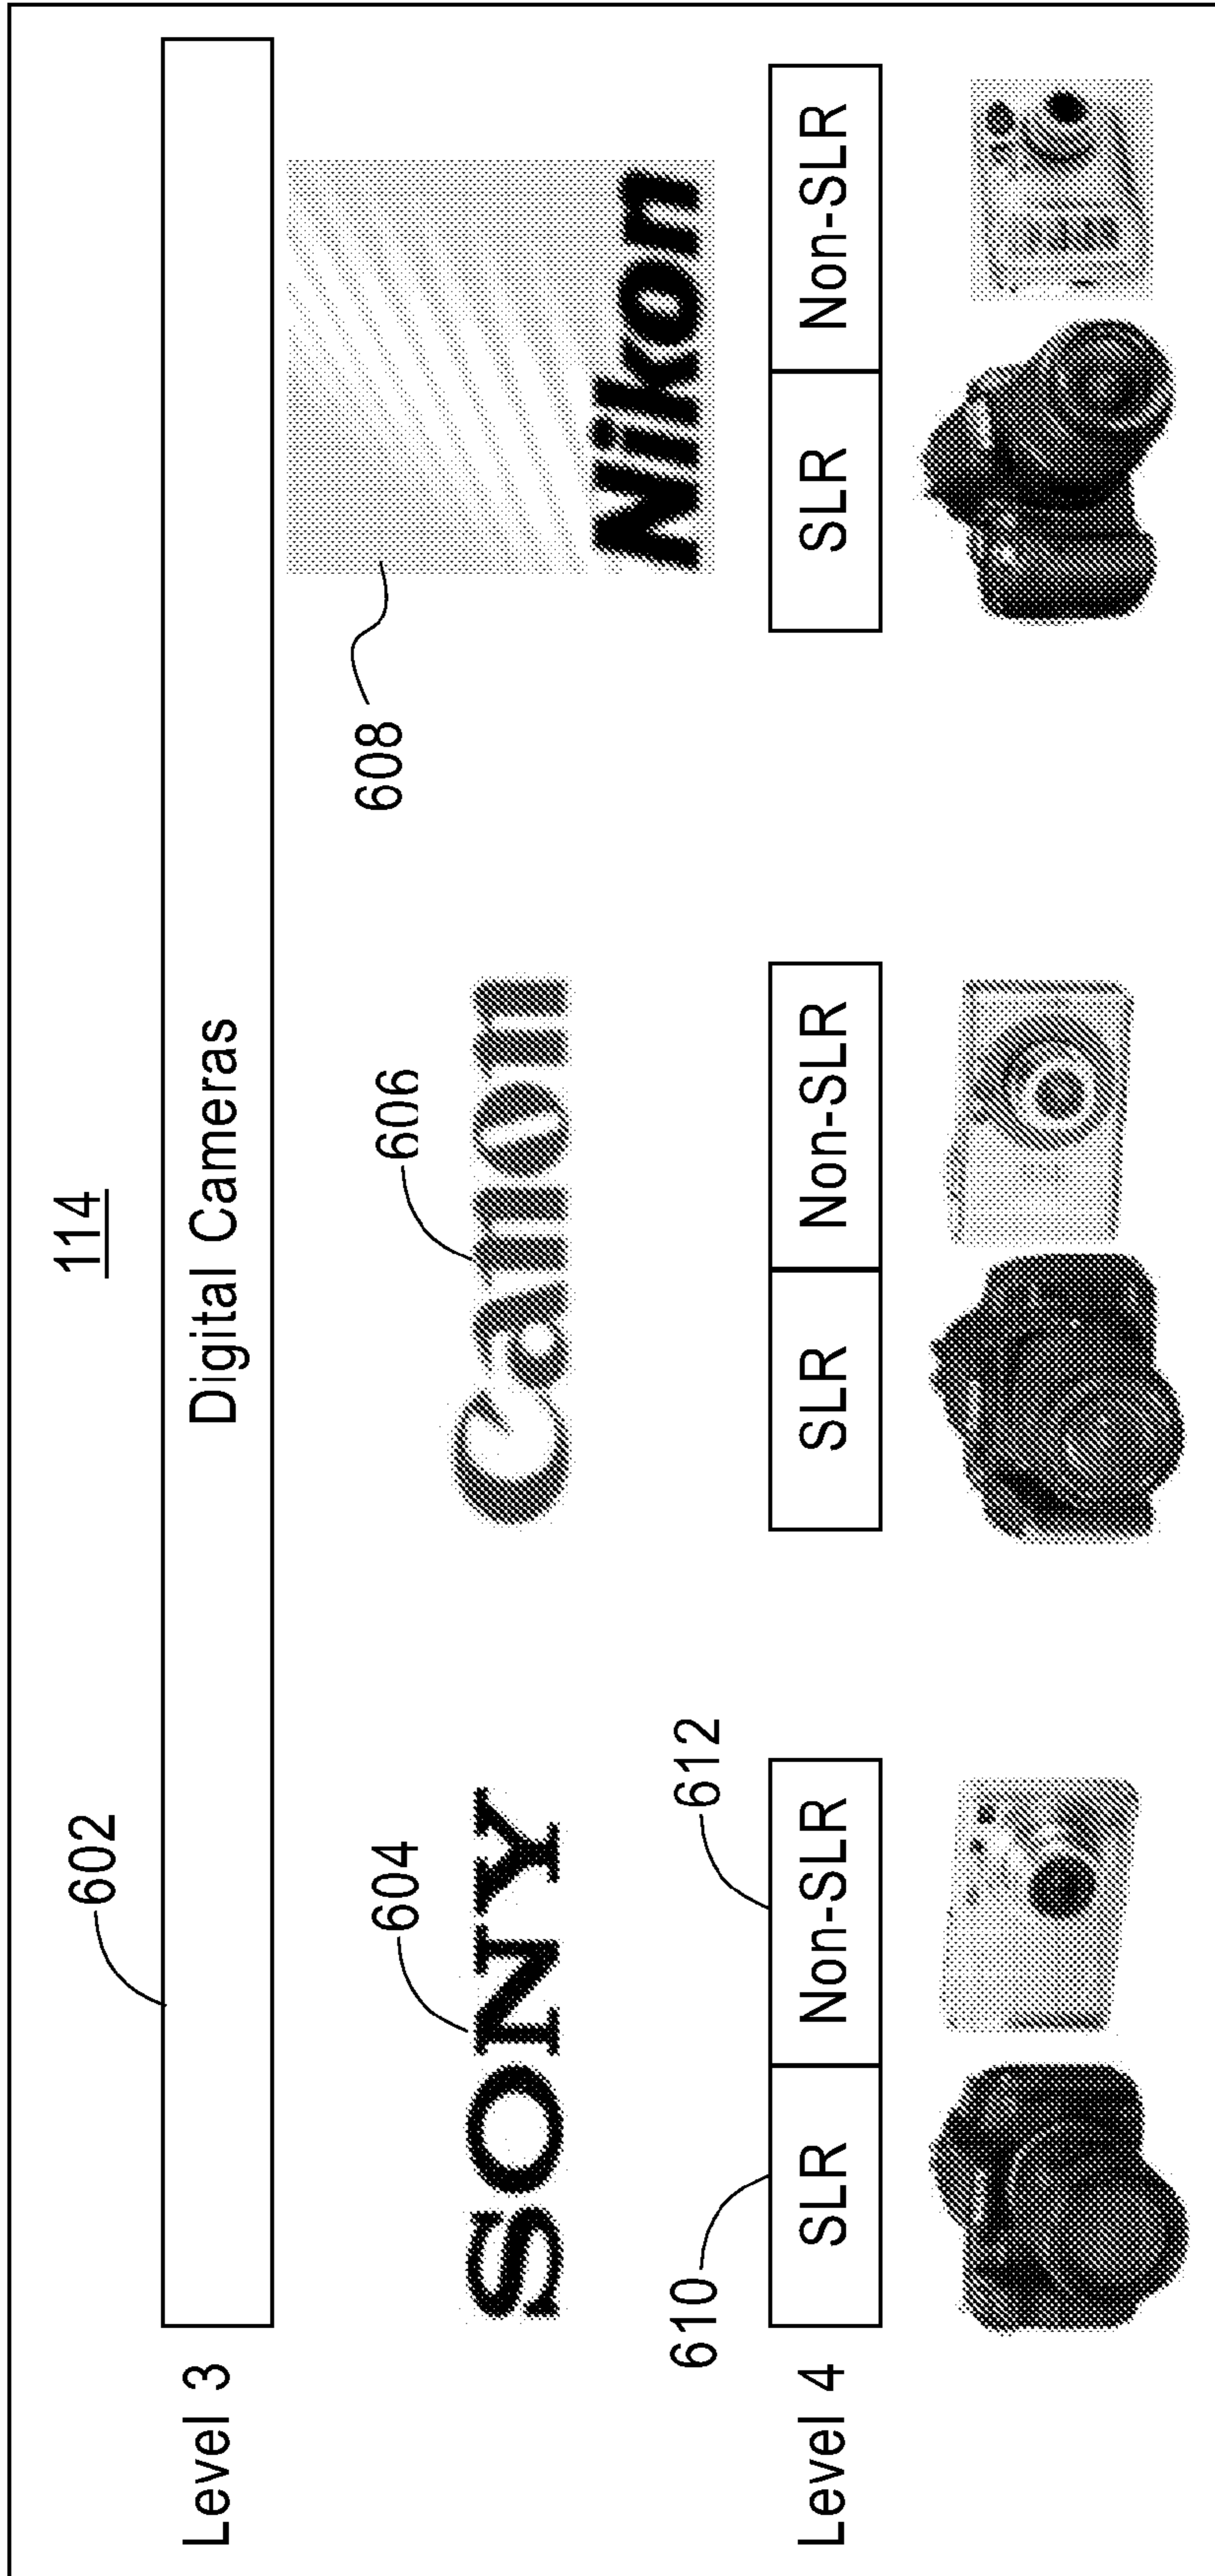 114
602
Level 3
Digital Cameras
604
606
608
SONY
Canon
Nikon
610
612
Level 4
SLR Non-SLR
SLR Non-SLR
SLR Non-SLR